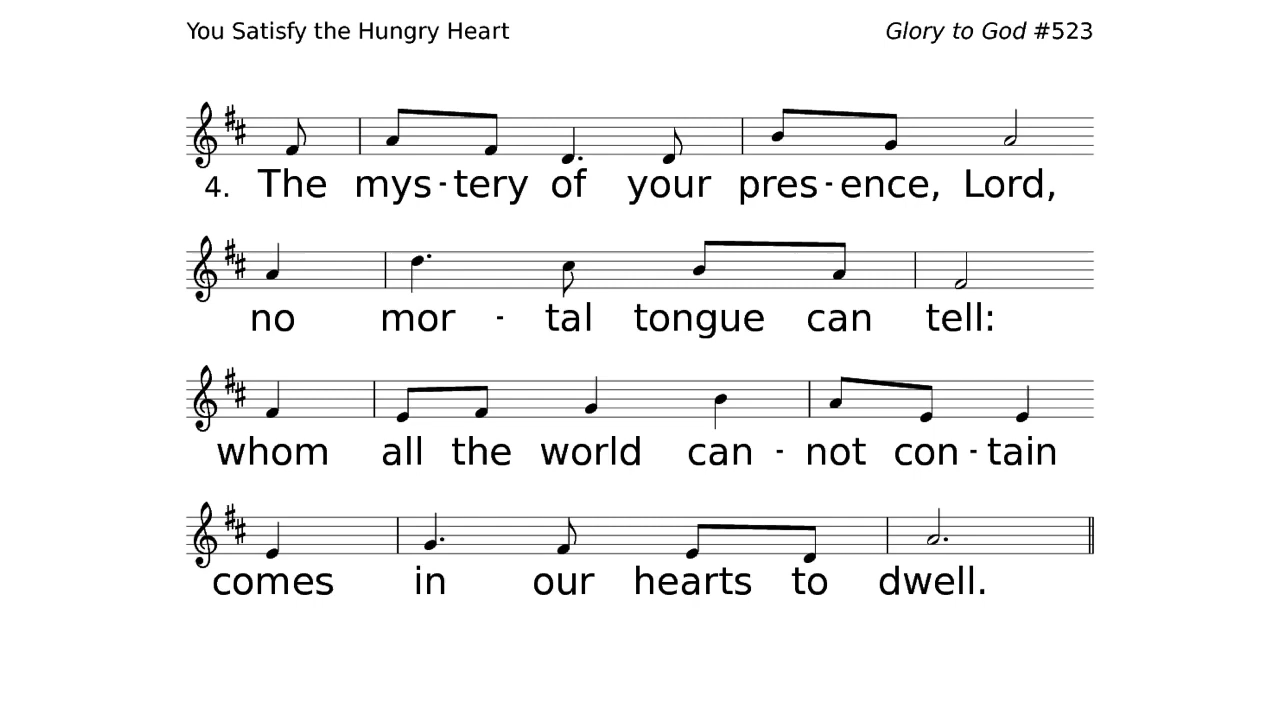 You Satisfy the Hungry Heart
Glory to God #523
4. The mys-tery of your pres-ence, Lord,
no mor - tal tongue can tell:
whom all the world can - not con-tain
comes in our hearts to dwell.